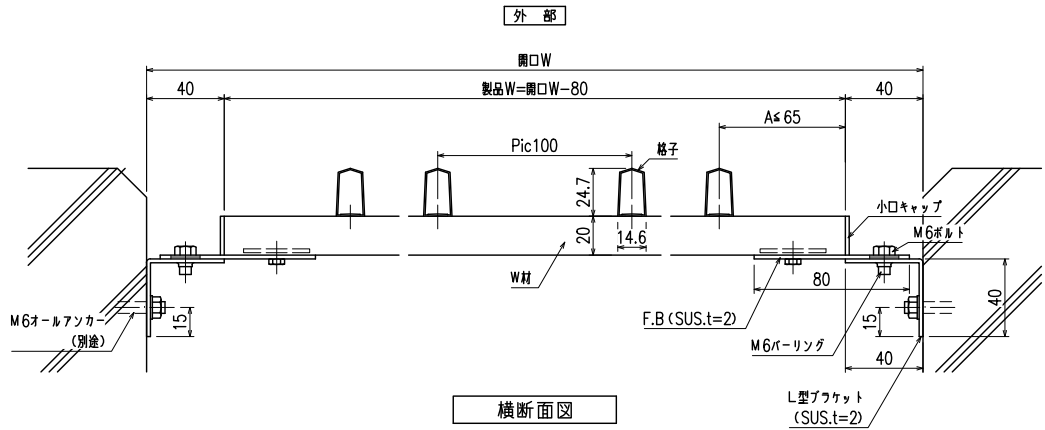 外 部
開口W
40
製品W=開口W-80
40
A≦65
Pic100
格子
24.7
小口キャップ
M6ボルト
20
14.6
W材
80
40
F.B(SUS.t=2)
M6オールアンカー
(別途)
15
15
M6バーリング
40
L型ブラケット
(SUS.t=2)
横断面図